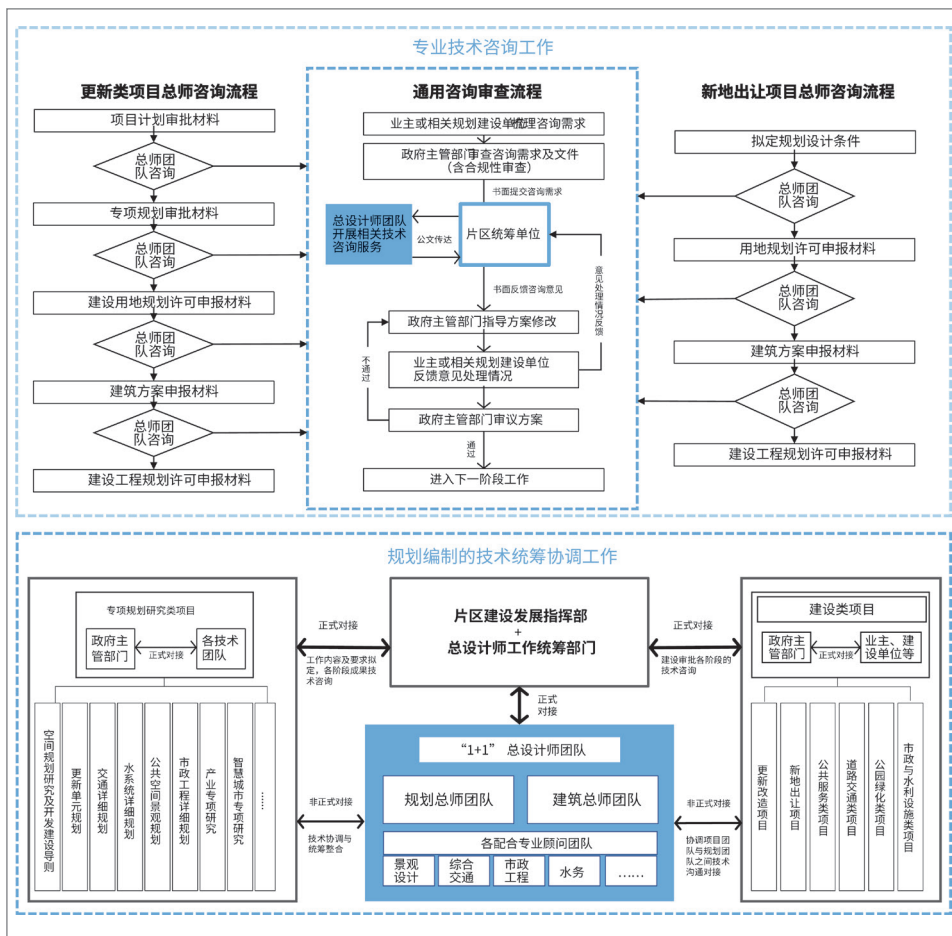 专业技术咨询工作
更新类项目总师咨询流程
项目计划审批材料
总师团
队咨询
专项规划审批材料
总师团
队咨询
建设用地规划许可申报材料
总师团
队咨询
建筑方案申报材料
总师团
队咨询
建设工程规划许可申报材料
通用咨询审查流程
业主或相关规划建设单位梳理咨询需求
政府主管部门审查咨询需求及文件
(含合规性审查)
书面提交咨询需求
总设计师团队
开展相关技术
咨询服务
公文传达
片区统筹单位
书面反馈咨询意见
意见处理情况反馈
政府主管部门指导方案修改
不通过
业主或相关规划建设单位
反馈意见处理情况
政府主管部门审议方案
通过
进入下一阶段工作
新地出让项目总师咨询流程
拟定规划设计条件
总师团
队咨询
用地规划许可申报材料
总师团
队咨询
建筑方案申报材料
总师团
队咨询
建设工程规划许可申报材料
规划编制的技术统筹协调工作
专项规划研究类项目
政府主
管部门
正式对接
各技术
团队
空间规划研究及开发建设导则
更新单元规划
交通详细规划
水系统详细规划
公共空间景观规划
市政工程详细规划
产业专项研究
智慧城市专项研究
……
正式对接
工作内容及要求拟
定，各阶段成果技
术咨询
片区建设发展指挥部
+
总设计师工作统筹部门
正式对接
建设审批各阶段的
技术咨询
正式
对接
“1+1” 总设计师团队
规划总师团队
建筑总师团队
各配合专业顾问团队
景观
设计
综合
交通
市政
工程
水务
……
非正式对接
技术协调与
统筹整合
非正式对接
协调项目团
队与规划团
队之间技术
沟通对接
建设类项目
政府主
管部门
正式对接
业主、建
设单位等
更新改造项目
新地出让项目
公共服务类项目
道路交通类项目
公园绿化类项目
市政与水利设施类项目